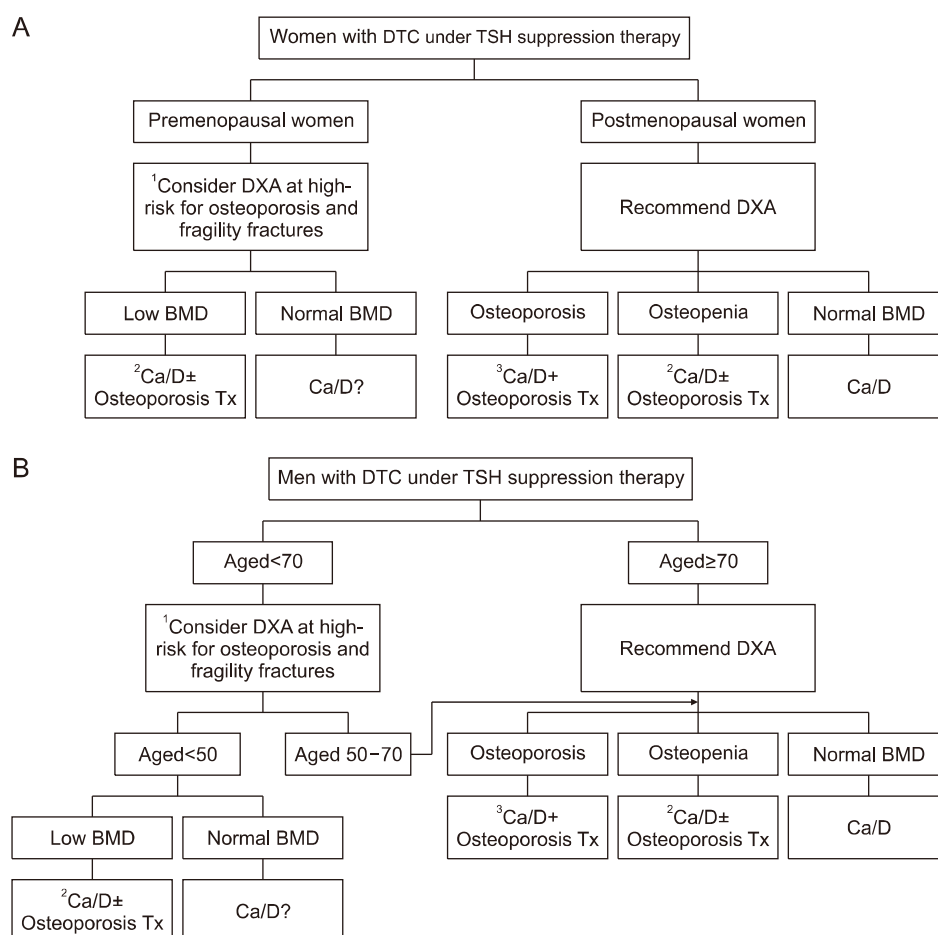 A
Women with DTC under TSH suppression therapy
Premenopausal women
Postmenopausal women
¹Consider DXA at high-
risk for osteoporosis and
fragility fractures
Recommend DXA
Low BMD
Normal BMD
Osteoporosis
Osteopenia
Normal BMD
²Ca/D±
Osteoporosis Tx
Ca/D?
³Ca/D+
Osteoporosis Tx
²Ca/D±
Osteoporosis Tx
Ca/D
B
Men with DTC under TSH suppression therapy
Aged<70
Aged≥70
¹Consider DXA at high-
risk for osteoporosis and
fragility fractures
Recommend DXA
Aged<50
Aged 50−70
Osteoporosis
Osteopenia
Normal BMD
Low BMD
Normal BMD
³Ca/D+
Osteoporosis Tx
²Ca/D±
Osteoporosis Tx
Ca/D
²Ca/D±
Osteoporosis Tx
Ca/D?